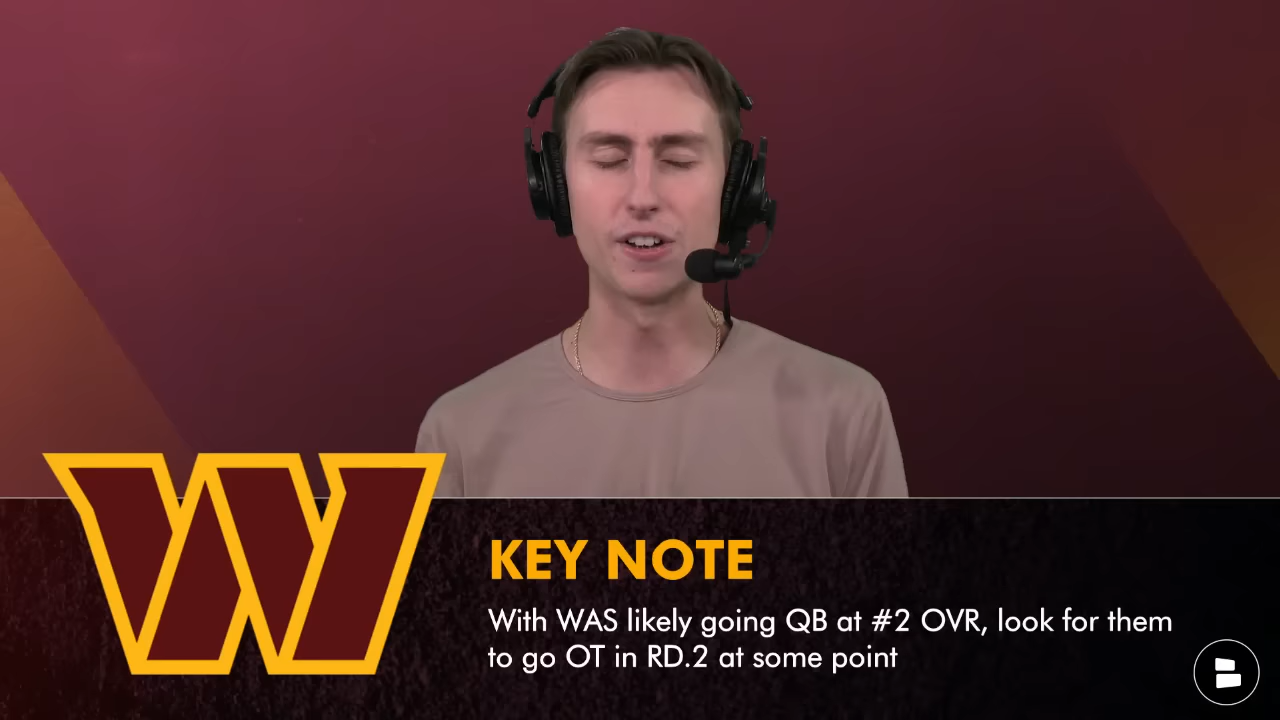 KEY NOTE
With WAS likely going QB at #2 OVR, look for them
to go OT in RD.2 at some point